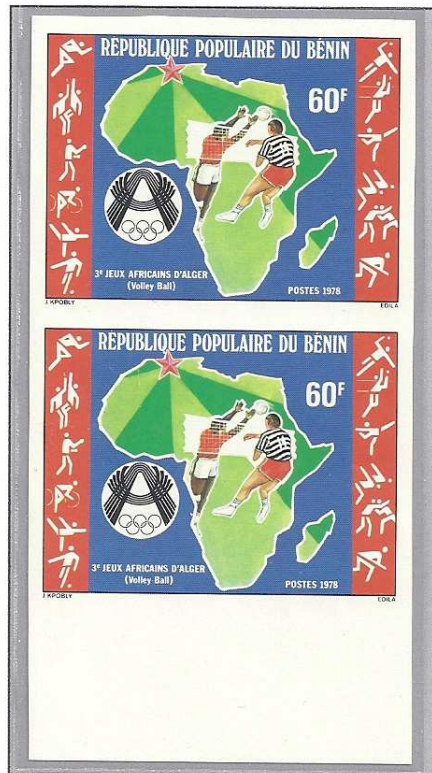 RÉPUBLIQUE POPULAIRE DU BÉNIN
60F
3e JEUX AFRICAINS D'ALGER
(Volley Ball)
POSTES 1978
J KPOBLY
EDILA
RÉPUBLIQUE POPULAIRE DU BÉNIN
60F
3e JEUX AFRICAINS D'ALGER
(Volley Ball)
POSTES 1978
J KPOBLY
EDILA